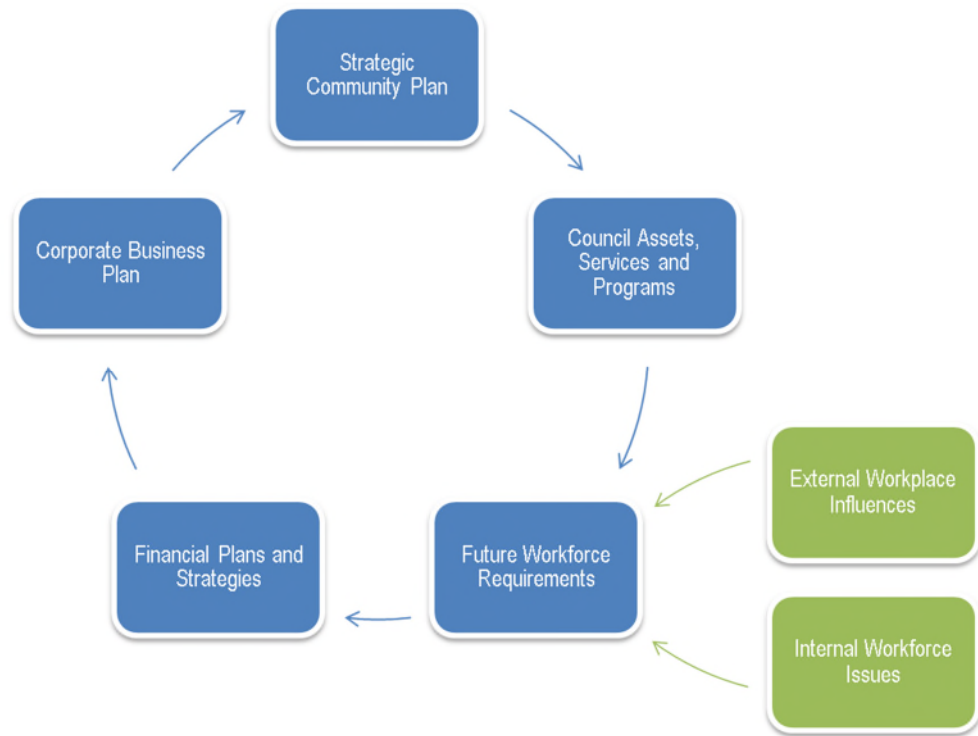 Strategic
Community Plan
Corporate Business
Plan
Council Assets,
Services and
Programs
External Workplace
Influences
Financial Plans and
Strategies
Future Workforce
Requirements
Internal Workforce
Issues